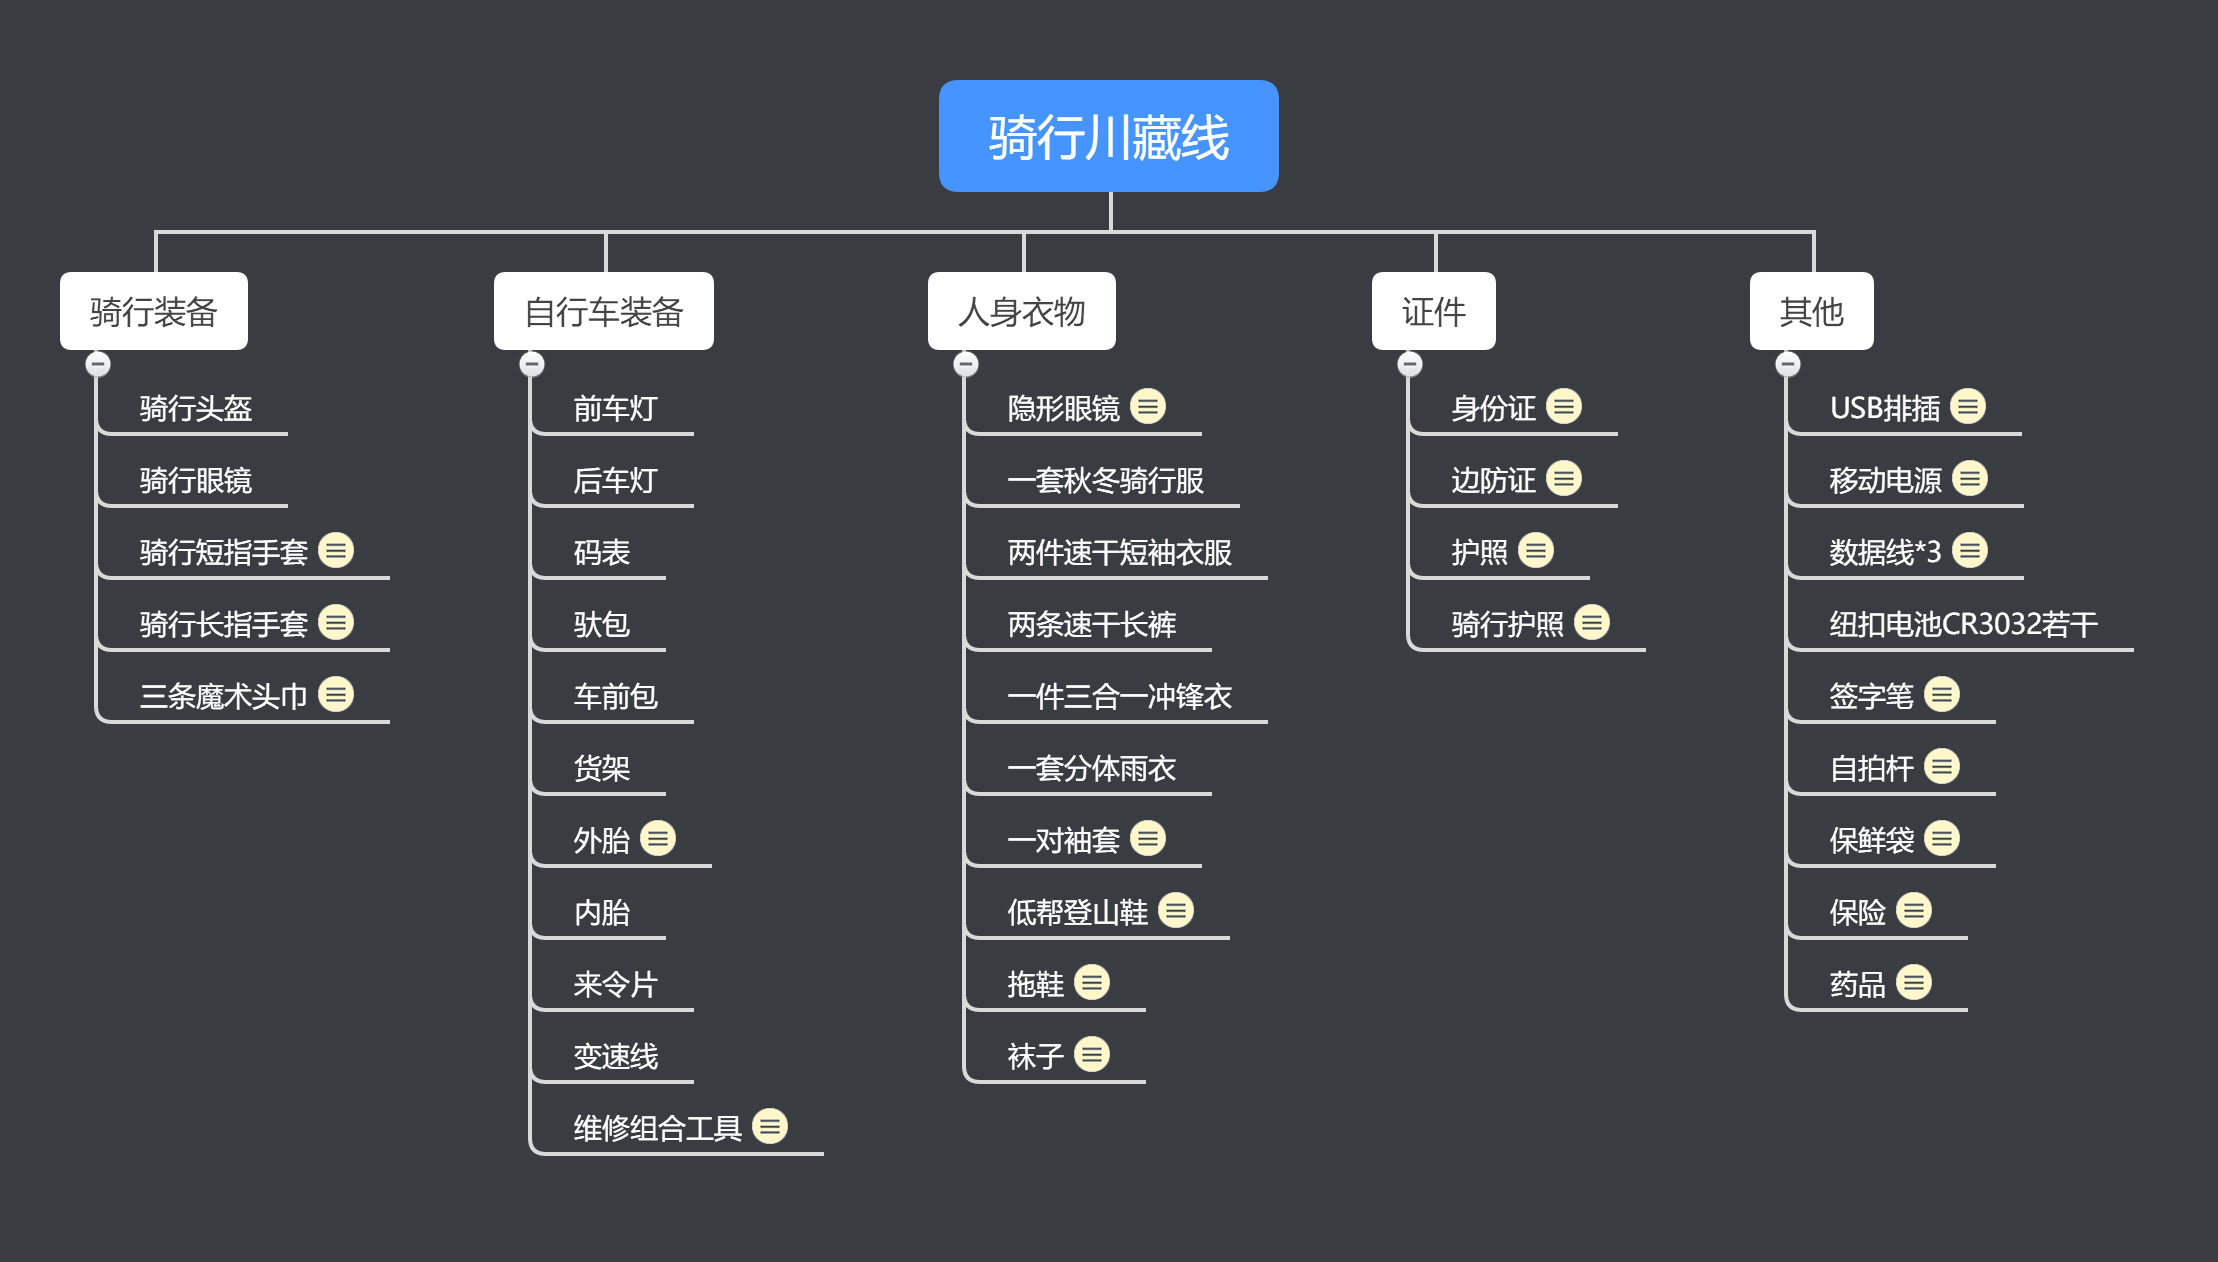 骑行川藏线
骑行装备
骑行头盔
骑行眼镜
骑行短指手套
骑行长指手套
三条魔术头巾
自行车装备
前车灯
后车灯
码表
驮包
车前包
货架
外胎
内胎
来令片
变速线
维修组合工具
人身衣物
隐形眼镜
一套秋冬骑行服
两件速干短袖衣服
两条速干长裤
一件三合一冲锋衣
一套分体雨衣
一对袖套
低帮登山鞋
拖鞋
袜子
证件
身份证
边防证
护照
骑行护照
其他
USB排插
移动电源
数据线*3
纽扣电池CR3032若干
签字笔
自拍杆
保鲜袋
保险
药品